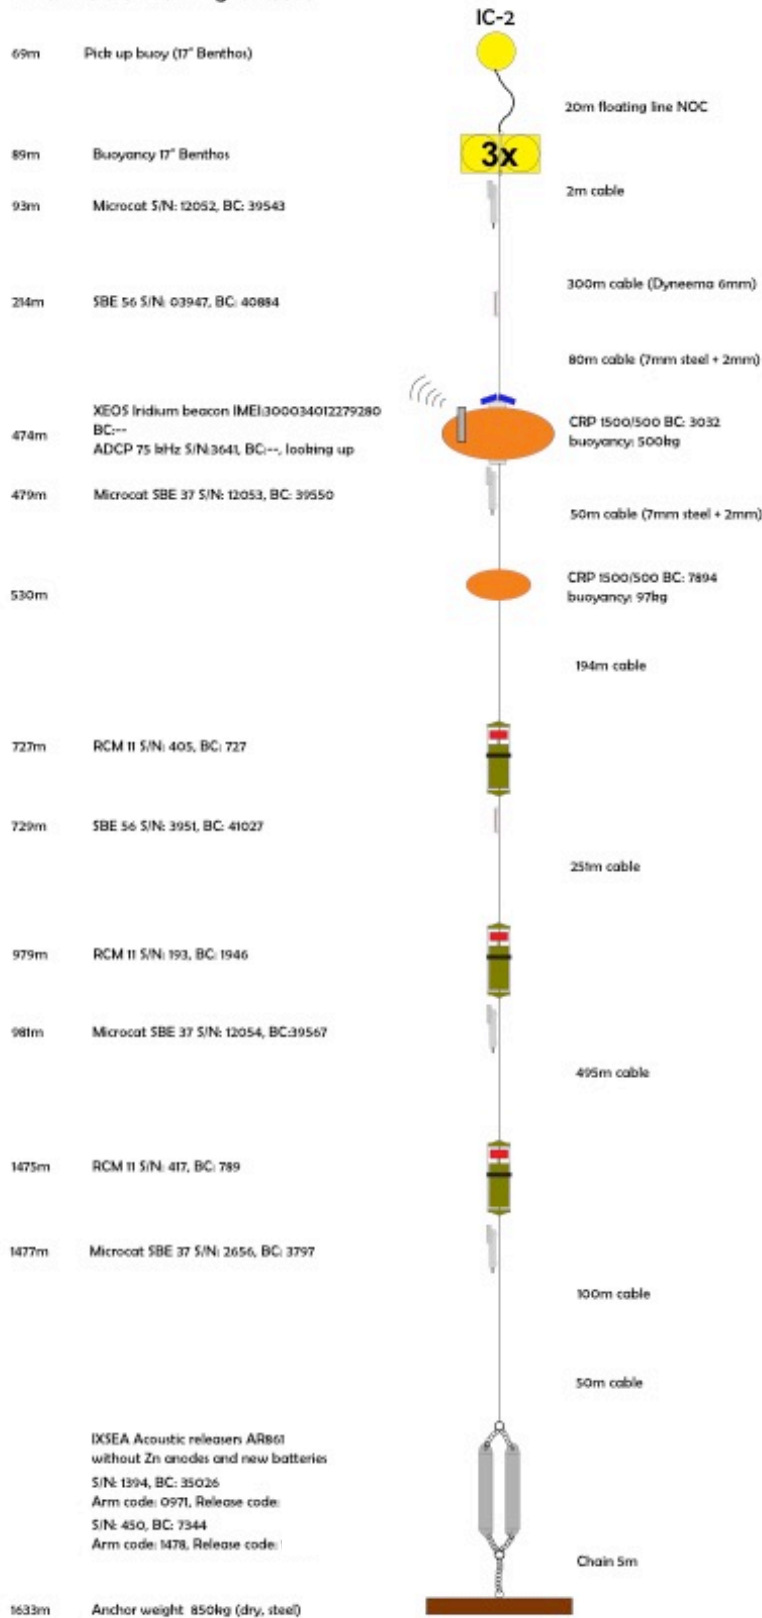 IC-2
69m Pick up buoy (17" Benthos)
20m floating line NOC
3x
89m Buoyancy 17" Benthos
2m cable
93m Microcat S/N: 12052, BC: 39543
300m cable (Dyneema 6mm)
214m SBE 56 S/N: 03947, BC: 40884
80m cable (7mm steel + 2mm)
XEOS Iridium beacon IMEI:300034012279280
BC:--
474m
ADCP 75 kHz S/N:3641, BC:--, looking up
CRP 1500/500 BC: 3032
buoyancy: 500kg
479m Microcat SBE 37 S/N: 12053, BC: 39550
50m cable (7mm steel + 2mm)
530m
CRP 1500/500 BC: 7894
buoyancy: 97kg
194m cable
727m RCM 11 S/N: 405, BC: 727
729m SBE 56 S/N: 3951, BC: 41027
251m cable
979m RCM 11 S/N: 193, BC: 1946
981m Microcat SBE 37 S/N: 12054, BC:39567
495m cable
1475m RCM 11 S/N: 417, BC: 789
1477m Microcat SBE 37 S/N: 2656, BC: 3797
100m cable
50m cable
IXSEA Acoustic releasers AR861
without Zn anodes and new batteries
S/N: 1394, BC: 35026
Arm code: 0971, Release code:
S/N: 450, BC: 7344
Arm code: 1478, Release code:
Chain 5m
1633m Anchor weight 850kg (dry, steel)